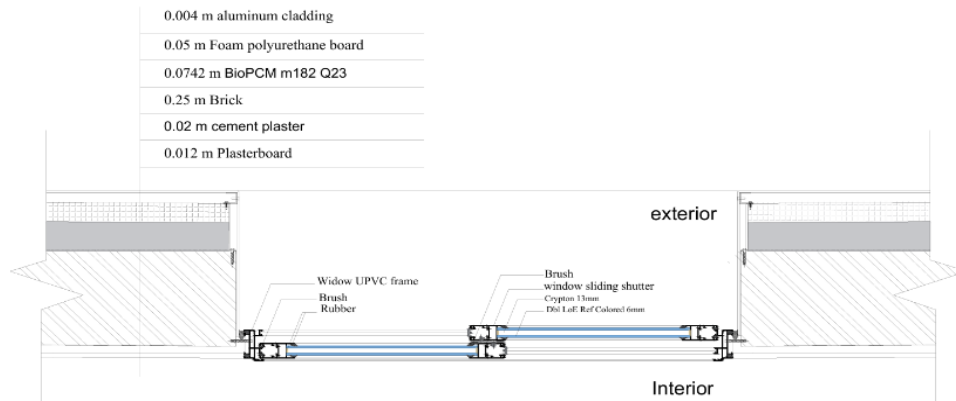 0.004 m aluminum cladding
0.05 m Foam polyurethane board
0.0742 m BioPCM m182 Q23
0.25 m Brick
0.02 m cement plaster
0.012 m Plasterboard
exterior
Widow UPVC frame
Brush
Rubber
Brush
window sliding shutter
Crypton 13mm
Dbl LoE Ref Colored 6mm
Interior